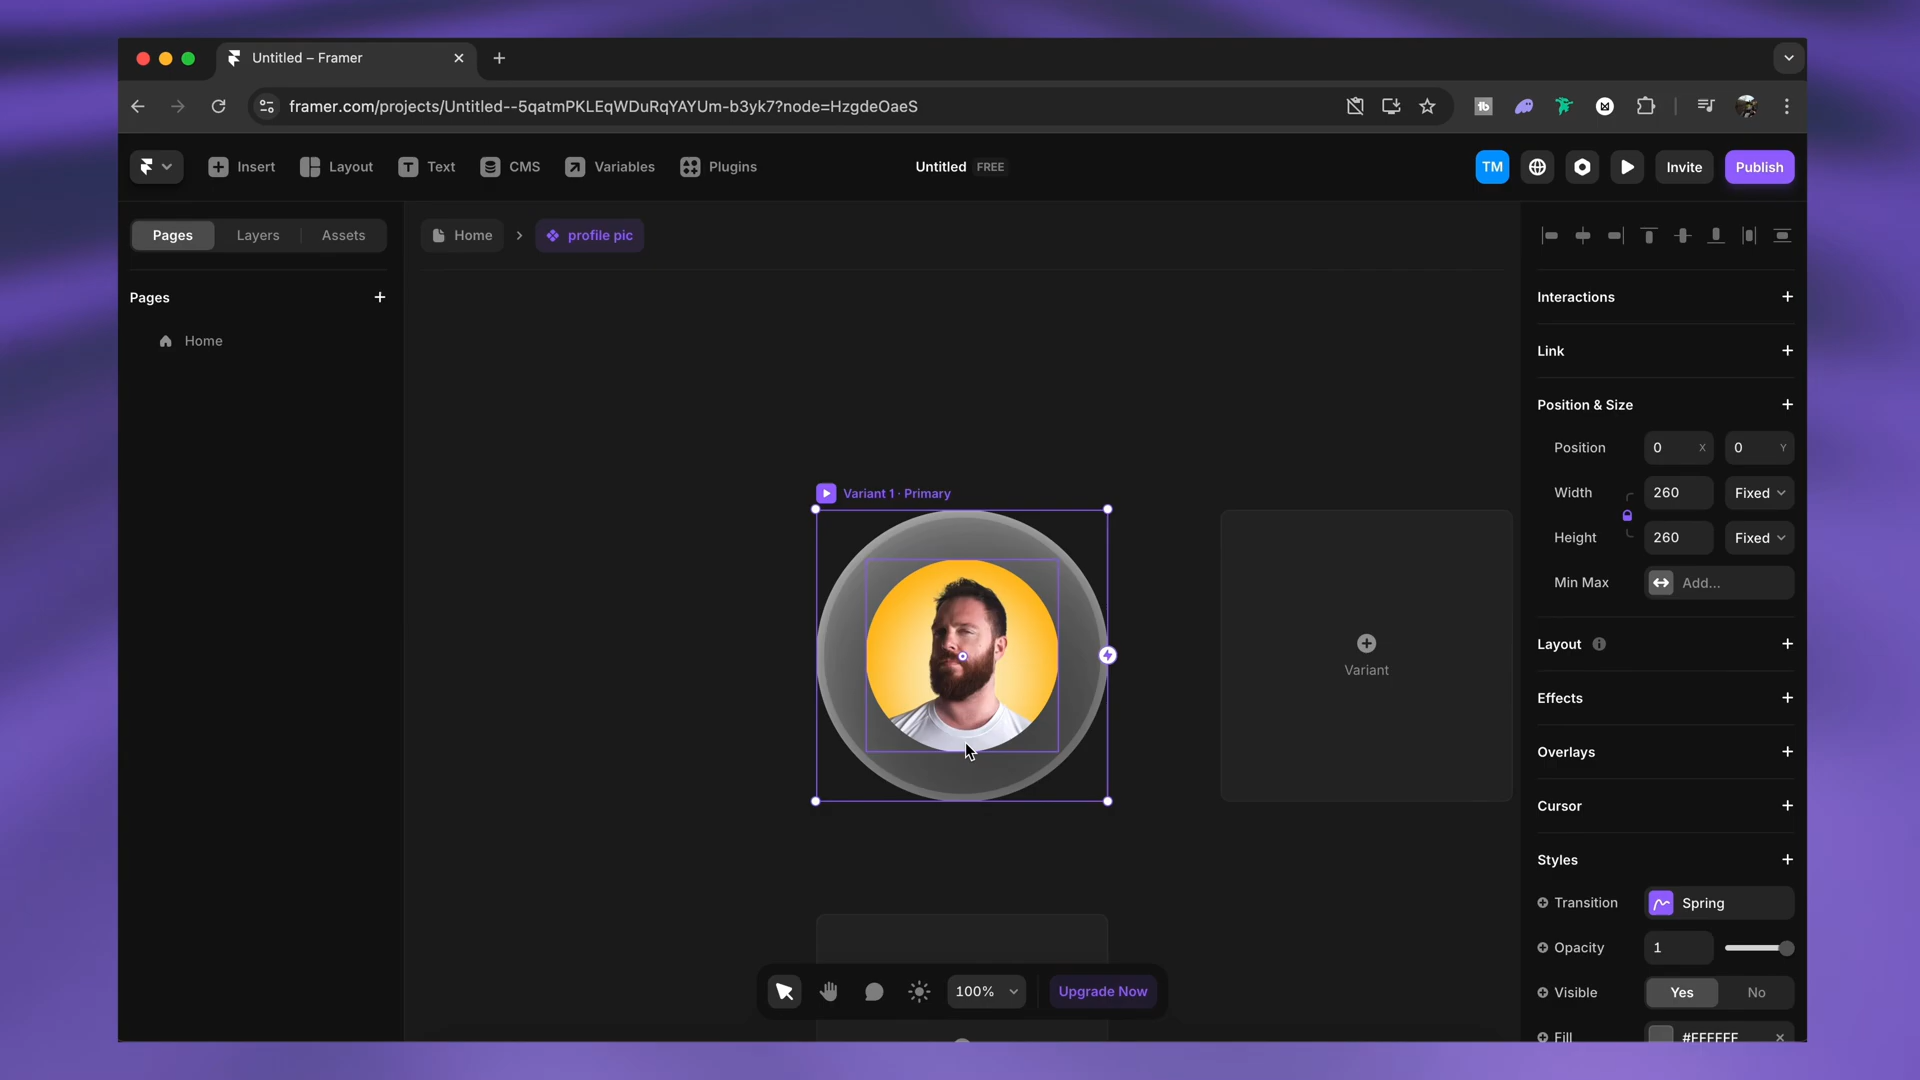 Untitled – Framer
framer.com/projects/Untitled--5qatmPKLEqWDuRqYAYUm-b3yk7?node=HzgdeOaeS
Insert
Layout
Text
CMS
Variables
Plugins
Untitled FREE
TM
Invite
Publish
Pages
Layers
Assets
Home
profile pic
Pages
Home
Variant 1 · Primary
Variant
Interactions
Link
Position & Size
Position 0 X 0 Y
Width 260 Fixed
Height 260 Fixed
Min Max Add...
Layout
Effects
Overlays
Cursor
Styles
Transition Spring
Opacity 1
Visible Yes No
Fill #FFFFFF
100%
Upgrade Now